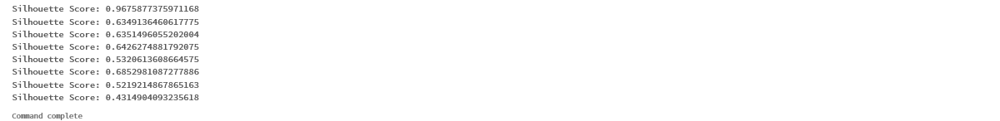 Silhouette Score: 0.9675877375971168
Silhouette Score: 0.6349136460617775
Silhouette Score: 0.6351496055202004
Silhouette Score: 0.6426274881792075
Silhouette Score: 0.5320613608664575
Silhouette Score: 0.6852981087277886
Silhouette Score: 0.5219214867865163
Silhouette Score: 0.4314904093235618
Command complete